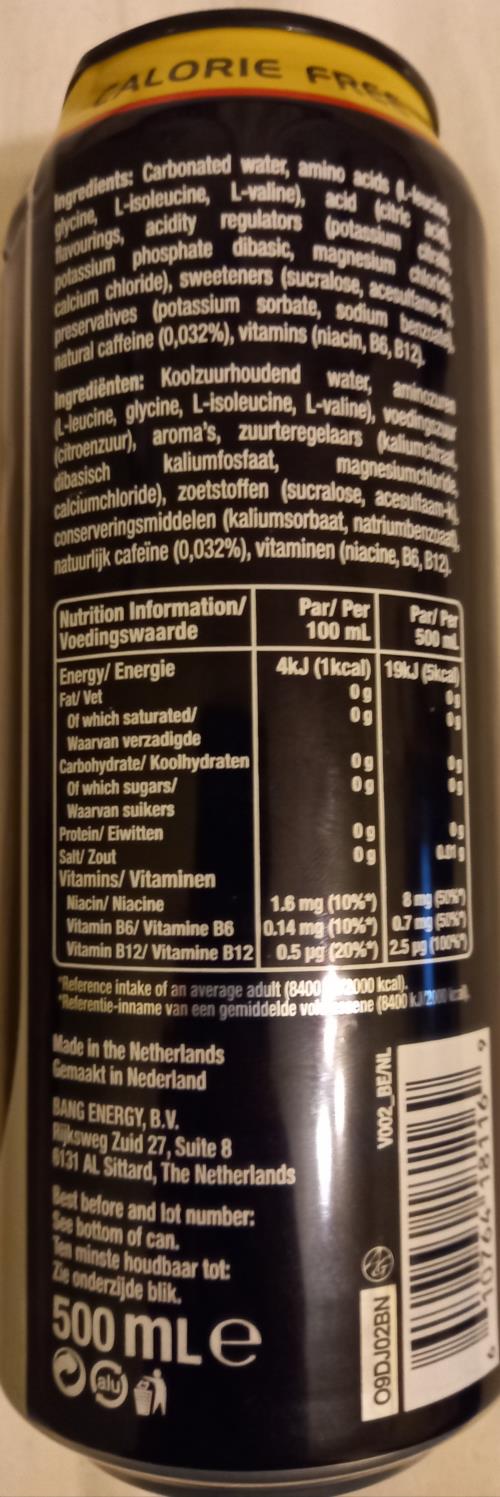 CALORIE FREE
Ingredients: Carbonated water, amino acids (L-leucine,
glycine, L-isoleucine, L-valine), acid (citric acid),
flavourings, acidity regulators (potassium citrate,
potassium phosphate dibasic, magnesium chloride,
calcium chloride), sweeteners (sucralose, acesulfame-K),
preservatives (potassium sorbate, sodium benzoate),
natural caffeine (0,032%), vitamins (niacin, B6, B12).
Ingrediënten: Koolzuurhoudend water, aminozuren
(L-leucine, glycine, L-isoleucine, L-valine), voedingszuur
(citroenzuur), aroma's, zuurteregelaars (kaliumcitraat,
dibasisch kaliumfosfaat, magnesiumchloride,
calciumchloride), zoetstoffen (sucralose, acesulfaam-K),
conserveringsmiddelen (kaliumsorbaat, natriumbenzoaat),
natuurlijk cafeïne (0,032%), vitaminen (niacine, B6, B12).
Nutrition Information/ Par/ Per Par/ Per
Voedingswaarde 100 mL 500 mL
Energy/ Energie 4kJ (1kcal) 19kJ (5kcal)
Fat/ Vet 0 g 0 g
Of which saturated/ 0 g 0 g
Waarvan verzadigde
Carbohydrate/ Koolhydraten 0 g 0 g
Of which sugars/ 0 g 0 g
Waarvan suikers
Protein/ Eiwitten 0 g 0 g
Salt/ Zout 0 g 0.01 g
Vitamins/ Vitaminen
Niacin/ Niacine 1.6 mg (10%*) 8 mg (50%*)
Vitamin B6/ Vitamine B6 0.14 mg (10%*) 0.7 mg (50%*)
Vitamin B12/ Vitamine B12 0.5 µg (20%*) 2.5 µg (100%*)
*Reference intake of an average adult (8400 kcal).
*Referentie-inname van een gemiddelde (8400 kJ/2000 kcal).
Made in the Netherlands
Gemaakt in Nederland
BANG ENERGY, B.V.
Rijksweg Zuid 27, Suite 8
6131 AL Sittard, The Netherlands
Best before and lot number:
See bottom of can.
Ten minste houdbaar tot:
Zie onderzijde blik.
500 mL e
alu
V002_BE/NL
O9DJ02BN
6 10764 18116 9